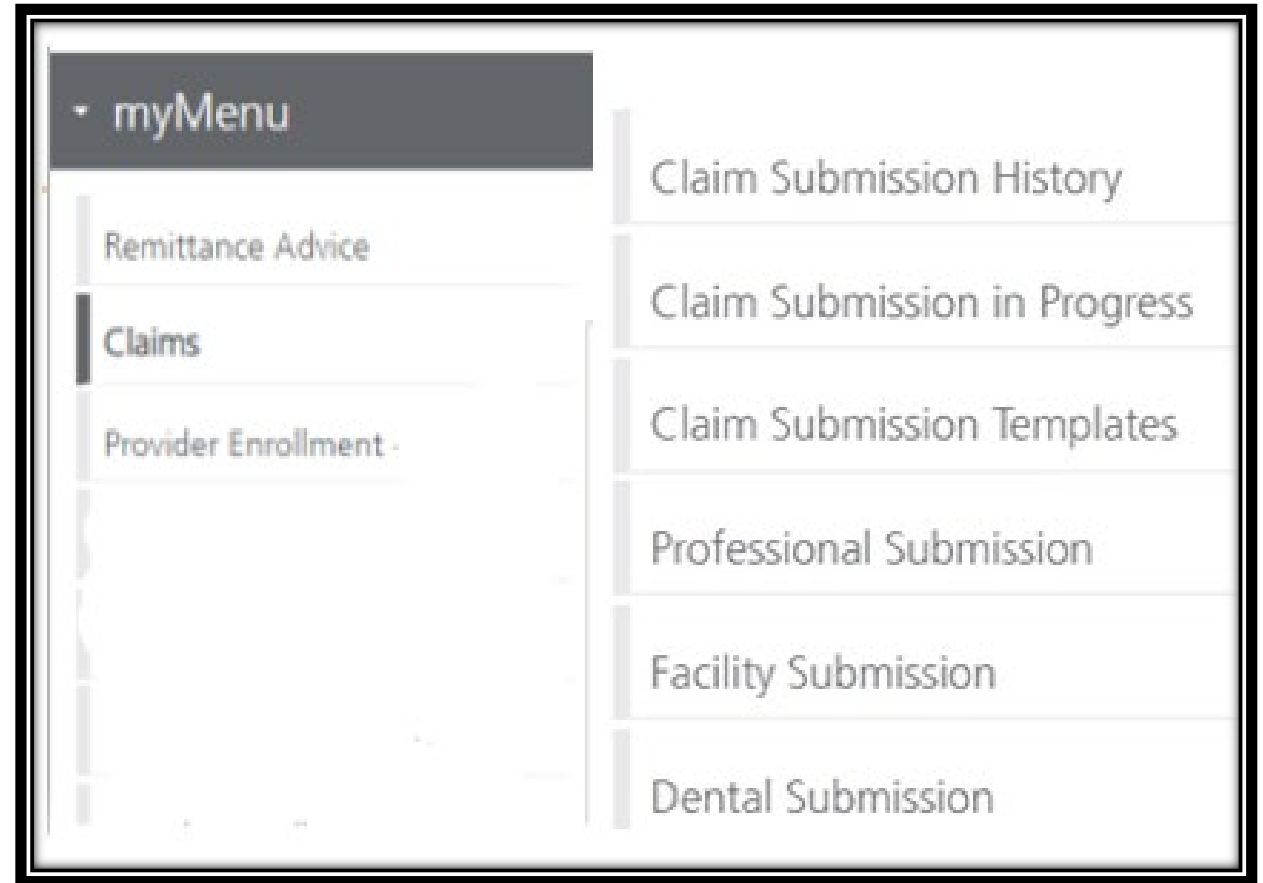 myMenu
Remittance Advice
Claims
Provider Enrollment
Claim Submission History
Claim Submission in Progress
Claim Submission Templates
Professional Submission
Facility Submission
Dental Submission